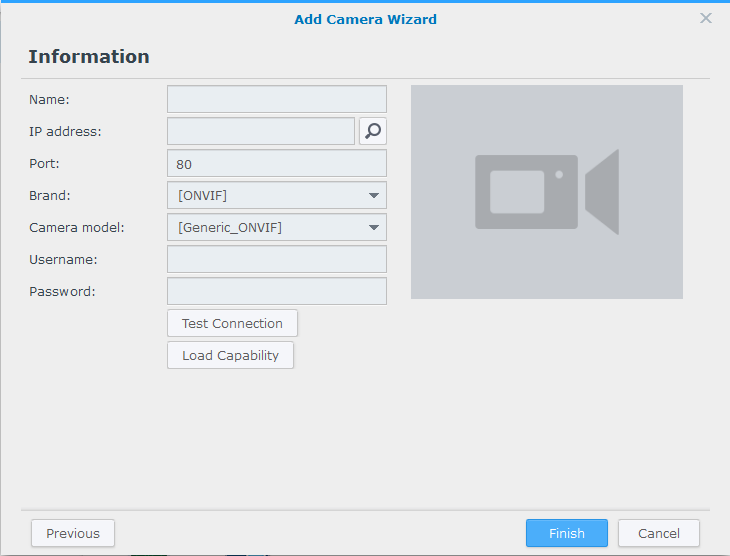 Add Camera Wizard
Information
Name:
IP address:
Port: 80
Brand: [ONVIF]
Camera model: [Generic_ONVIF]
Username:
Password:
Test Connection
Load Capability
Previous Finish Cancel